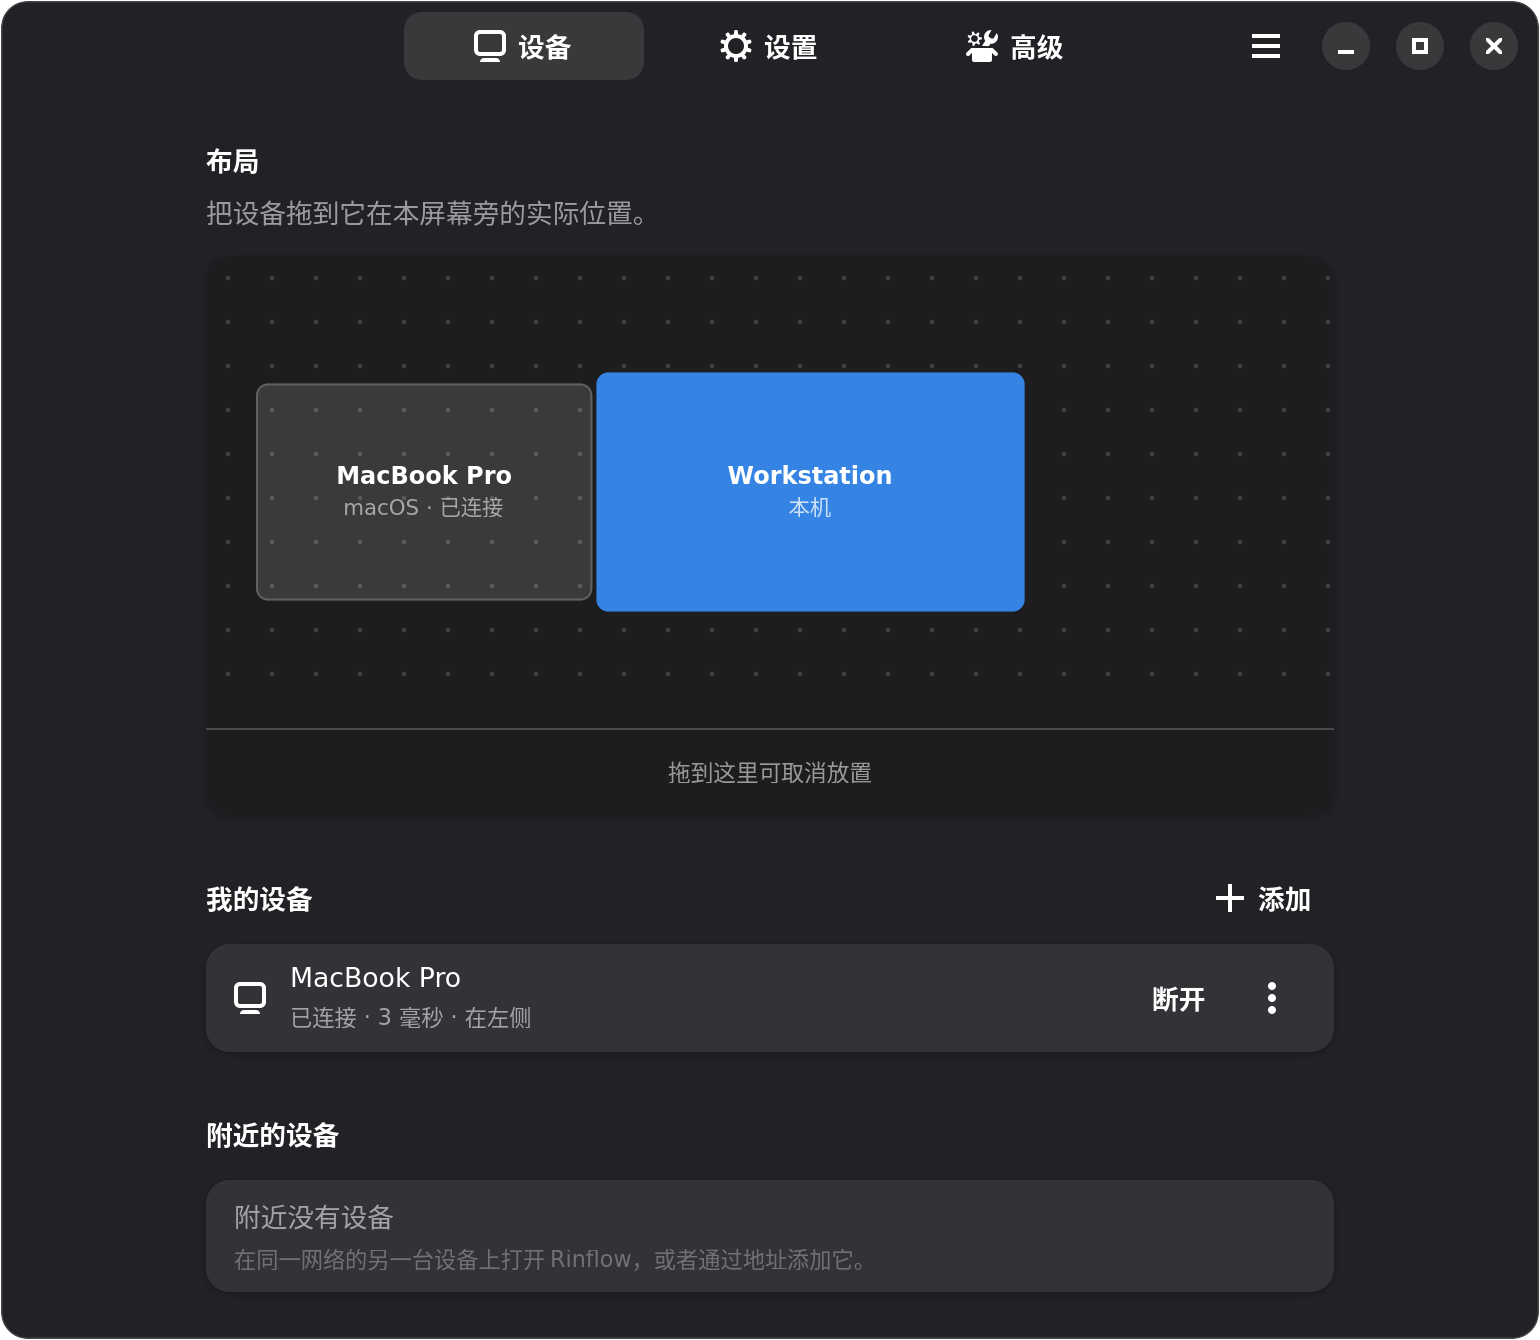 设备
设置
高级
布局
把设备拖到它在本屏幕旁的实际位置。
MacBook Pro
macOS · 已连接
Workstation
本机
拖到这里可取消放置
我的设备
添加
MacBook Pro
已连接 · 3 毫秒 · 在左侧
断开
附近的设备
附近没有设备
在同一网络的另一台设备上打开 Rinflow，或者通过地址添加它。